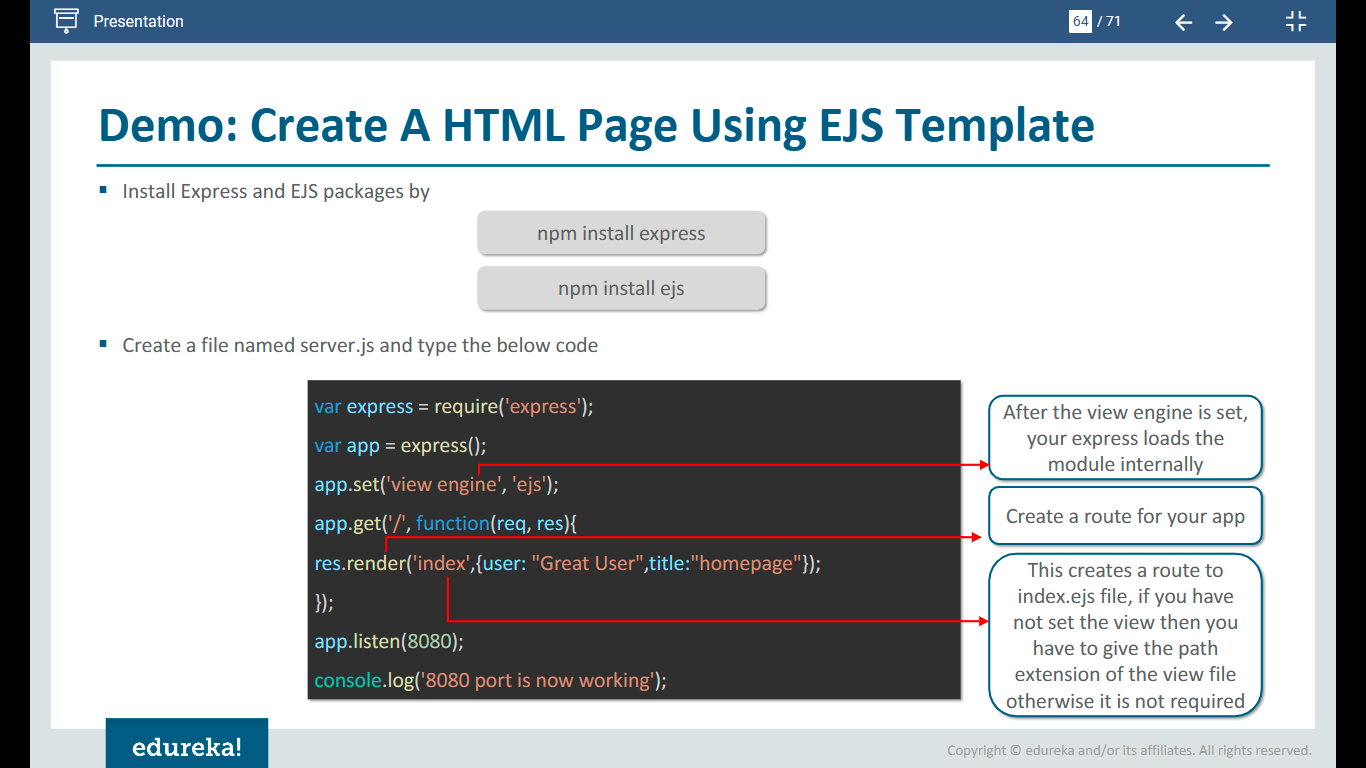 Presentation
64 / 71
Demo: Create A HTML Page Using EJS Template
▪ Install Express and EJS packages by
npm install express
npm install ejs
▪ Create a file named server.js and type the below code
var express = require('express');
var app = express();
app.set('view engine', 'ejs');
app.get('/', function(req, res){
res.render('index',{user: "Great User",title:"homepage"});
});
app.listen(8080);
console.log('8080 port is now working');
After the view engine is set,
your express loads the
module internally
Create a route for your app
This creates a route to
index.ejs file, if you have
not set the view then you
have to give the path
extension of the view file
otherwise it is not required
edureka!
Copyright © edureka and/or its affiliates. All rights reserved.